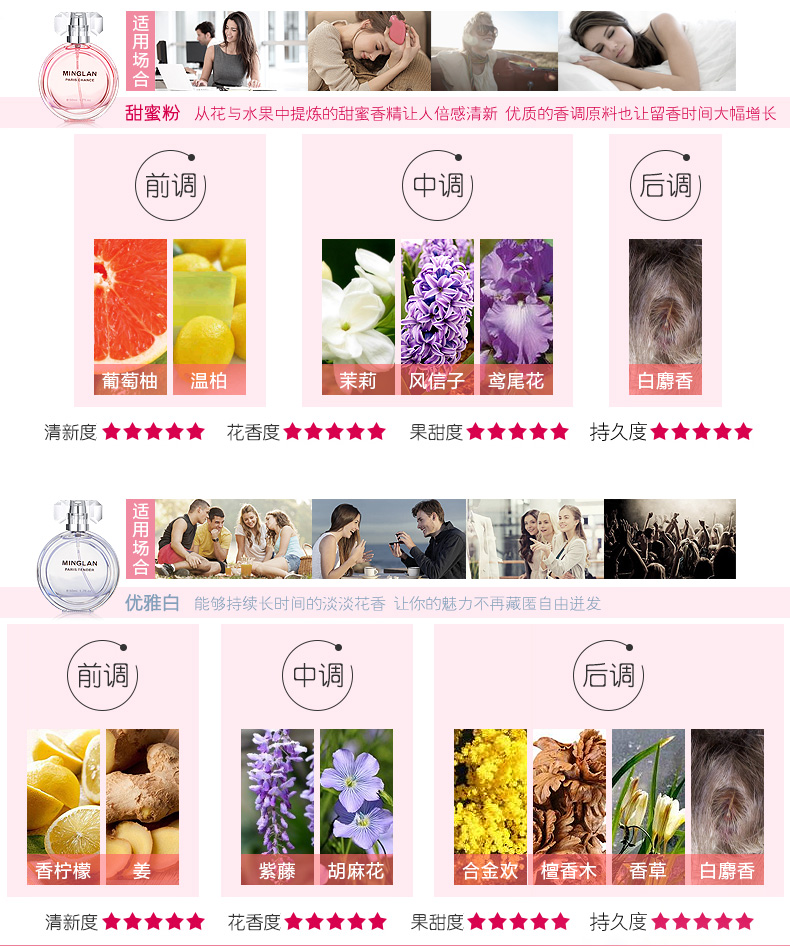 适用场合
MINGLAN
PARIS CHANCE
甜蜜粉 从花与水果中提炼的甜蜜香精让人倍感清新 优质的香调原料也让留香时间大幅增长
前调 中调 后调
葡萄柚 温柏 茉莉 风信子 鸢尾花 白麝香
清新度 ★★★★★ 花香度 ★★★★★ 果甜度 ★★★★★ 持久度 ★★★★★
适用场合
MINGLAN
PARIS TENDER
优雅白 能够持续长时间的淡淡花香 让你的魅力不再藏匿自由迸发
前调 中调 后调
香柠檬 姜 紫藤 胡麻花 合金欢 檀香木 香草 白麝香
清新度 ★★★★★ 花香度 ★★★★★ 果甜度 ★★★★★ 持久度 ★★★★★